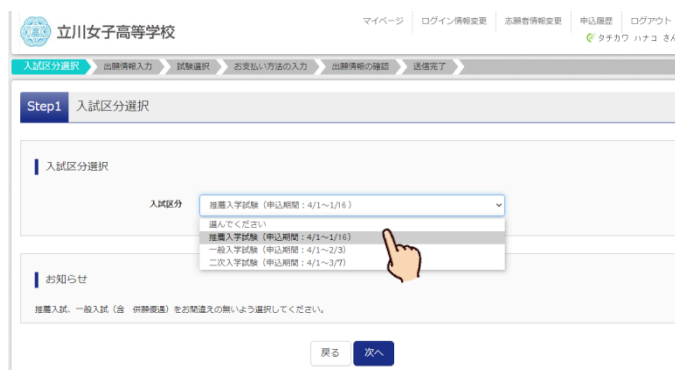 立川女子高等学校
マイページ ログイン情報変更 志願者情報変更 申込履歴 ログアウト
タチカワ ハナコ さん
入試区分選択 出願情報入力 試験選択 お支払い方法の入力 出願情報の確認 送信完了
Step1 入試区分選択
入試区分選択
入試区分 推薦入学試験（申込期間：4/1～1/16）
選んでください
推薦入学試験（申込期間：4/1～1/16）
一般入学試験（申込期間：4/1～2/3）
二次入学試験（申込期間：4/1～3/7）
お知らせ
推薦入試、一般入試（含 併願優遇）をお間違えの無いよう選択してください。
戻る 次へ